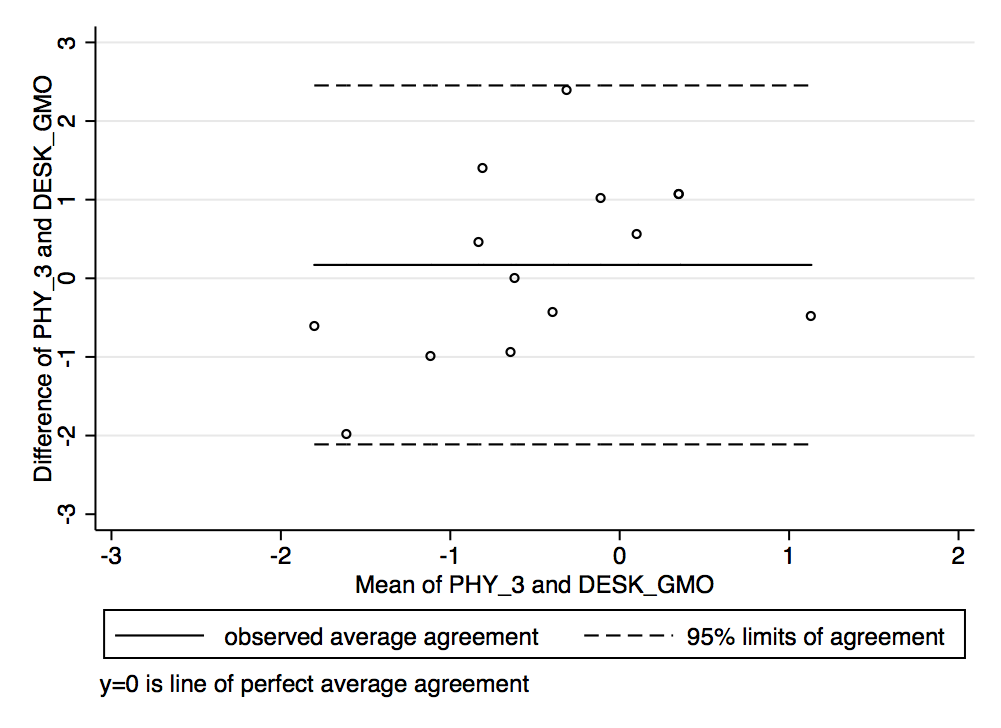 Difference of PHY_3 and DESK_GMO
3
2
1
0
-1
-2
-3
-3 -2 -1 0 1 2
Mean of PHY_3 and DESK_GMO
observed average agreement 95% limits of agreement
y=0 is line of perfect average agreement